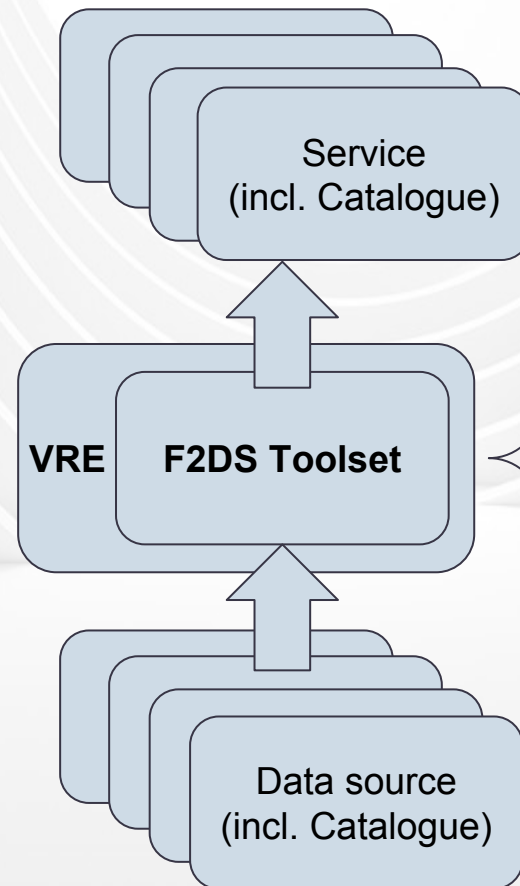 Service
(incl. Catalogue)
VRE
F2DS Toolset
Data source
(incl. Catalogue)